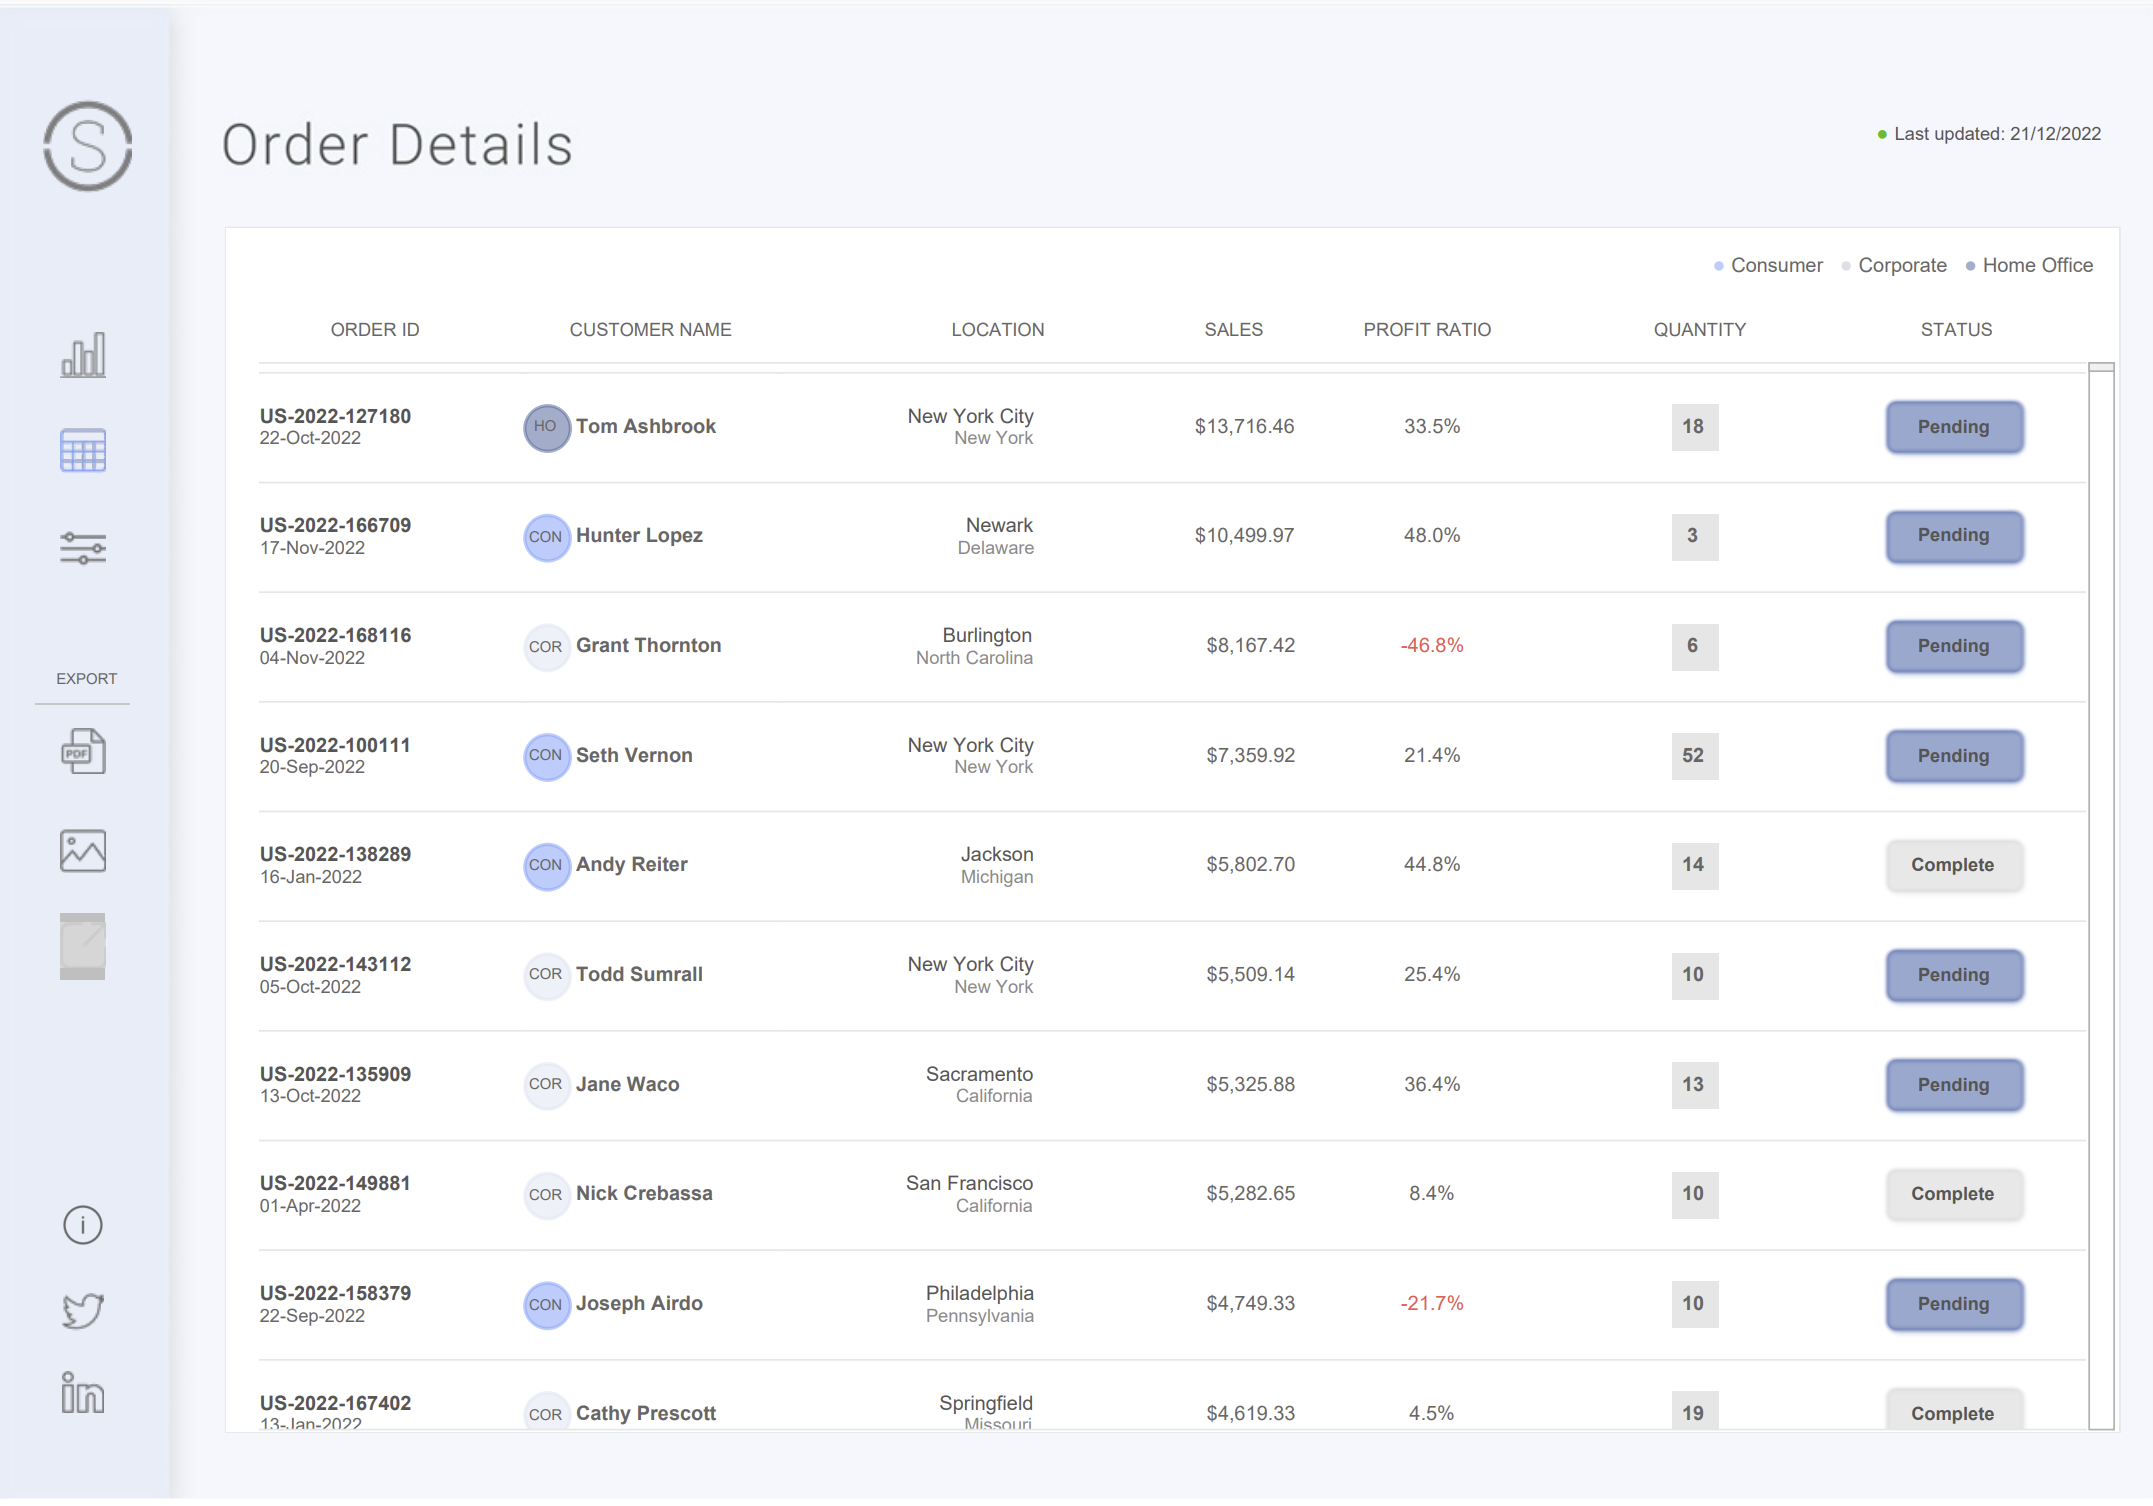 S
Order Details
Last updated: 21/12/2022
Consumer Corporate Home Office
ORDER ID CUSTOMER NAME LOCATION SALES PROFIT RATIO QUANTITY STATUS
US-2022-127180
22-Oct-2022
HO Tom Ashbrook
New York City
New York
$13,716.46 33.5% 18 Pending
US-2022-166709
17-Nov-2022
CON Hunter Lopez
Newark
Delaware
$10,499.97 48.0% 3 Pending
US-2022-168116
04-Nov-2022
COR Grant Thornton
Burlington
North Carolina
$8,167.42 -46.8% 6 Pending
US-2022-100111
20-Sep-2022
CON Seth Vernon
New York City
New York
$7,359.92 21.4% 52 Pending
US-2022-138289
16-Jan-2022
CON Andy Reiter
Jackson
Michigan
$5,802.70 44.8% 14 Complete
US-2022-143112
05-Oct-2022
COR Todd Sumrall
New York City
New York
$5,509.14 25.4% 10 Pending
US-2022-135909
13-Oct-2022
COR Jane Waco
Sacramento
California
$5,325.88 36.4% 13 Pending
US-2022-149881
01-Apr-2022
COR Nick Crebassa
San Francisco
California
$5,282.65 8.4% 10 Complete
US-2022-158379
22-Sep-2022
CON Joseph Airdo
Philadelphia
Pennsylvania
$4,749.33 -21.7% 10 Pending
US-2022-167402
13-Jan-2022
COR Cathy Prescott
Springfield
Missouri
$4,619.33 4.5% 19 Complete
EXPORT
PDF
i
in